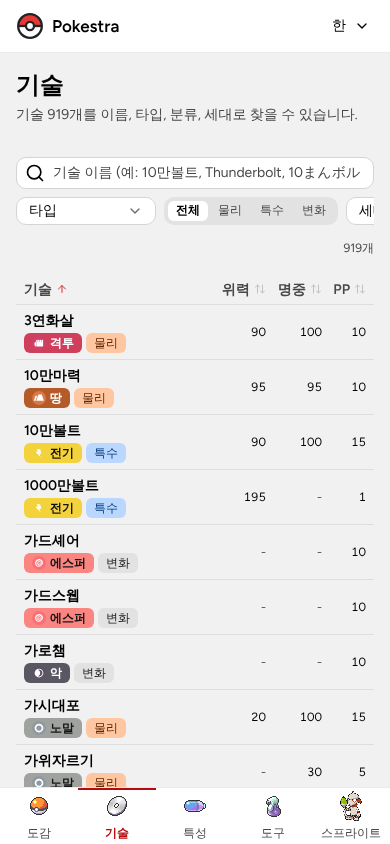 Pokestra
한
기술
기술 919개를 이름, 타입, 분류, 세대로 찾을 수 있습니다.
기술 이름 (예: 10만볼트, Thunderbolt, 10まんボル
타입 전체 물리 특수 변화
919개
기술 위력 명중 PP
3연화살 90 100 10
격투 물리
10만마력 95 95 10
땅 물리
10만볼트 90 100 15
전기 특수
1000만볼트 195 - 1
전기 특수
가드셰어 - - 10
에스퍼 변화
가드스웹 - - 10
에스퍼 변화
가로챔 - - 10
악 변화
가시대포 20 100 15
노말 물리
가위자르기 - 30 5
노말 물리
도감 기술 특성 도구 스프라이트